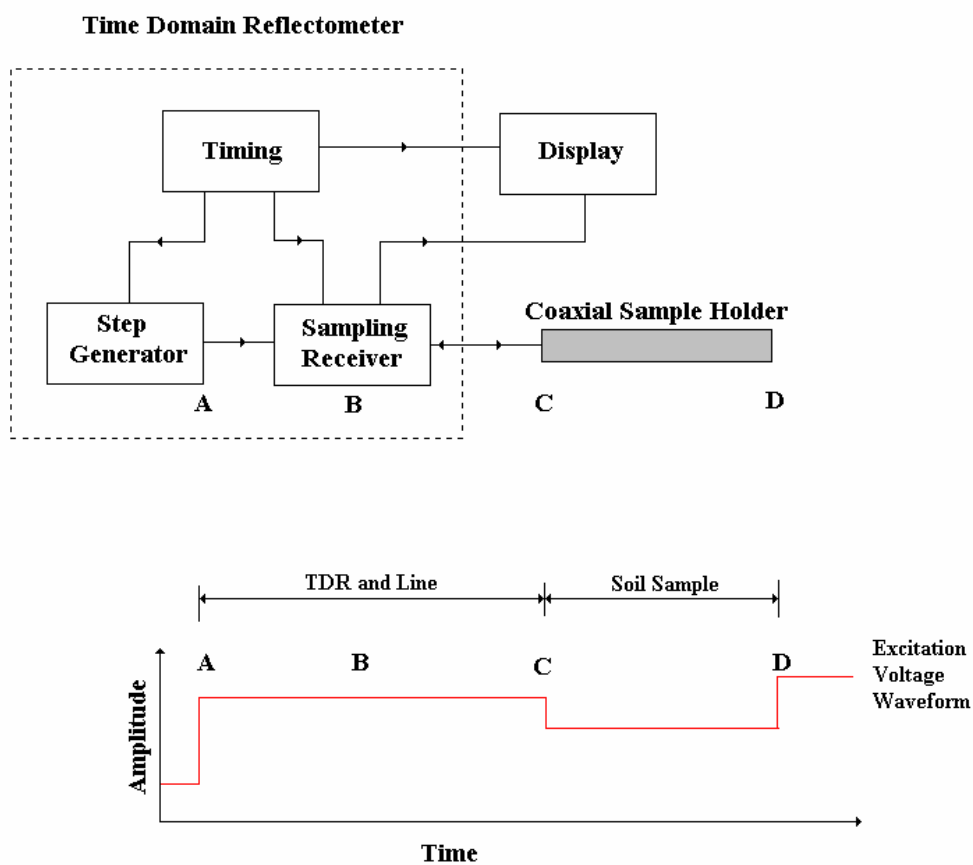 Time Domain Reflectometer
Timing
Display
Step
Generator
Sampling
Receiver
Coaxial Sample Holder
A
B
C
D
TDR and Line
Soil Sample
A
B
C
D
Excitation
Voltage
Waveform
Amplitude
Time